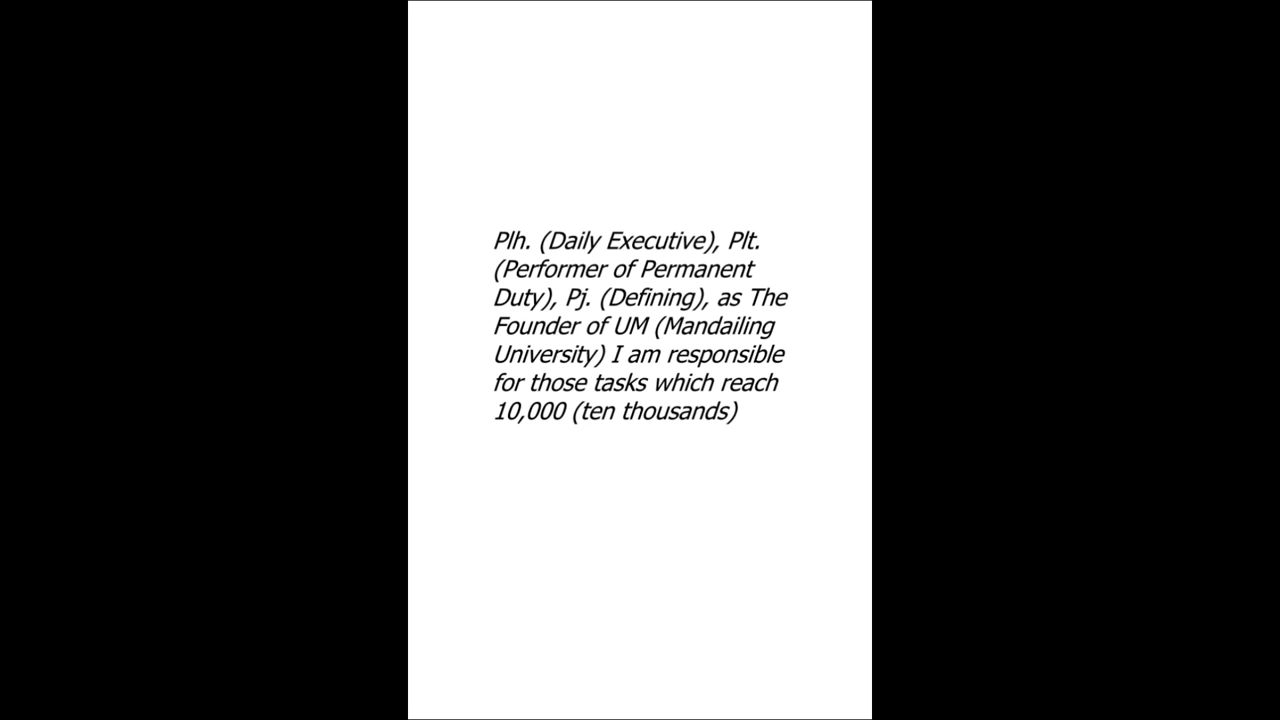 Plh. (Daily Executive), Plt.
(Performer of Permanent
Duty), Pj. (Defining), as The
Founder of UM (Mandailing
University) I am responsible
for those tasks which reach
10,000 (ten thousands)